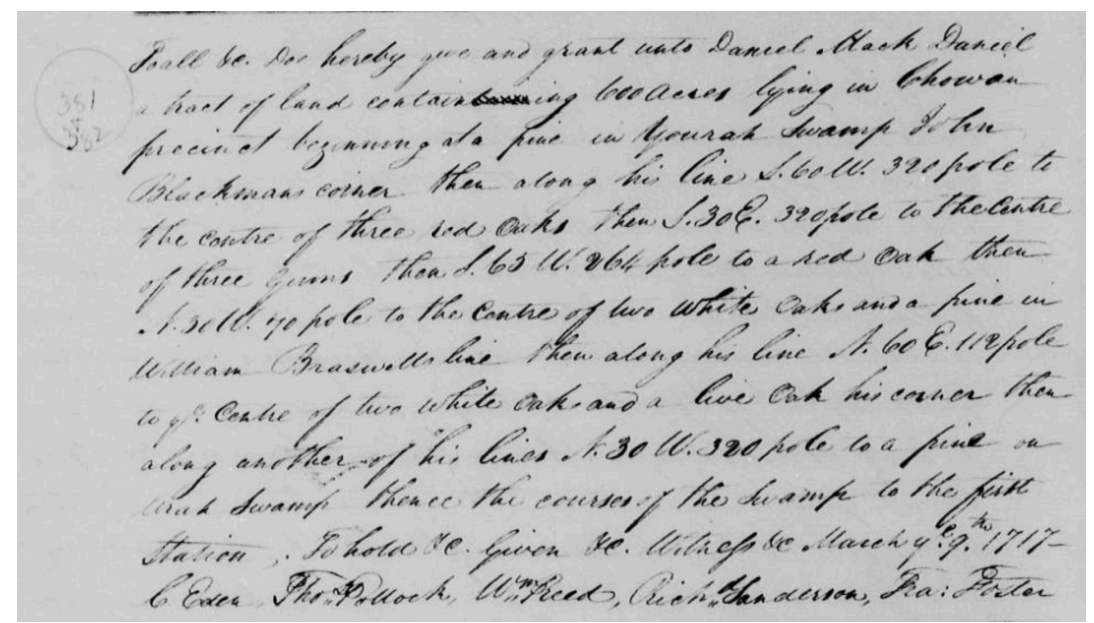 To all &c. Doe hereby give and grant unto Daniel Mack Daniel
a tract of land containing 600 acres lying in Chowan
precinct beginning at a pine in Yourah Swamp John
Blackmans corner then along his line S. 60 W. 320 pole to
the centre of three red Oaks then S. 30 E. 320 pole to the Centre
of three Gums then S. 63 W. 264 pole to a red Oak then
N. 30 W. 70 pole to the Centre of two White Oaks and a pine in
William Braswells line then along his line N. 60 E. 112 pole
to ye. Centre of two white Oaks and a live Oak his corner then
along another of his lines N. 30 W. 320 pole to a pine on
Swamp thence the courses of the Swamp to the first
Station. To hold &c. Given &c. Witness &c March ye. 9th. 1717-
C Eden, Thos. Pollock, Wm. Reed, Richd. Sanderson, Fra: Foster
381
382